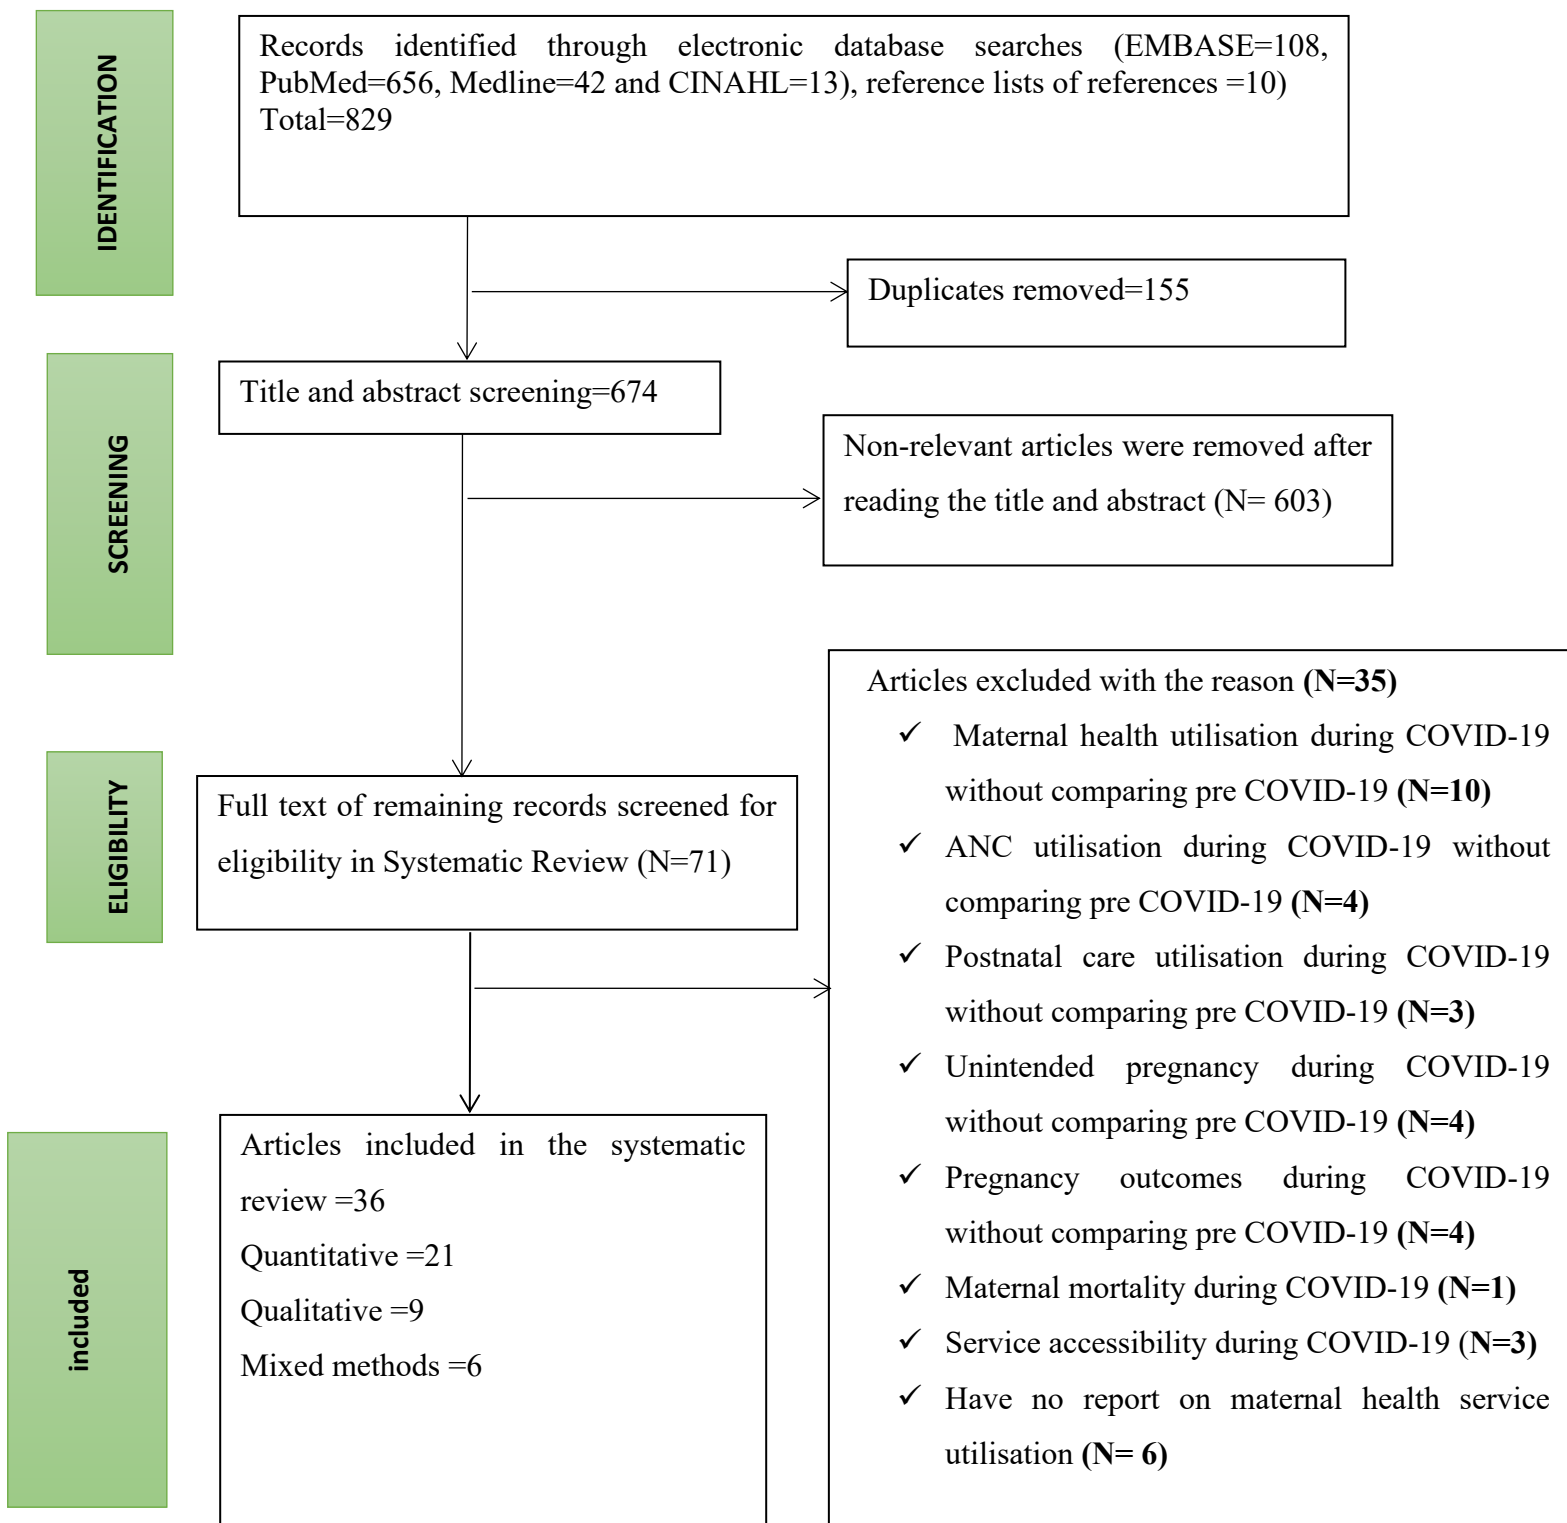 IDENTIFICATION
Records identified through electronic database searches (EMBASE=108,
PubMed=656, Medline=42 and CINAHL=13), reference lists of references =10)
Total=829
Duplicates removed=155
SCREENING
Title and abstract screening=674
Non-relevant articles were removed after
reading the title and abstract (N= 603)
ELIGIBILITY
Full text of remaining records screened for
eligibility in Systematic Review (N=71)
Articles excluded with the reason (N=35)
✓ Maternal health utilisation during COVID-19
without comparing pre COVID-19 (N=10)
✓ ANC utilisation during COVID-19 without
comparing pre COVID-19 (N=4)
✓ Postnatal care utilisation during COVID-19
without comparing pre COVID-19 (N=3)
✓ Unintended pregnancy during COVID-19
without comparing pre COVID-19 (N=4)
✓ Pregnancy outcomes during COVID-19
without comparing pre COVID-19 (N=4)
✓ Maternal mortality during COVID-19 (N=1)
✓ Service accessibility during COVID-19 (N=3)
✓ Have no report on maternal health service
utilisation (N= 6)
included
Articles included in the systematic
review =36
Quantitative =21
Qualitative =9
Mixed methods =6